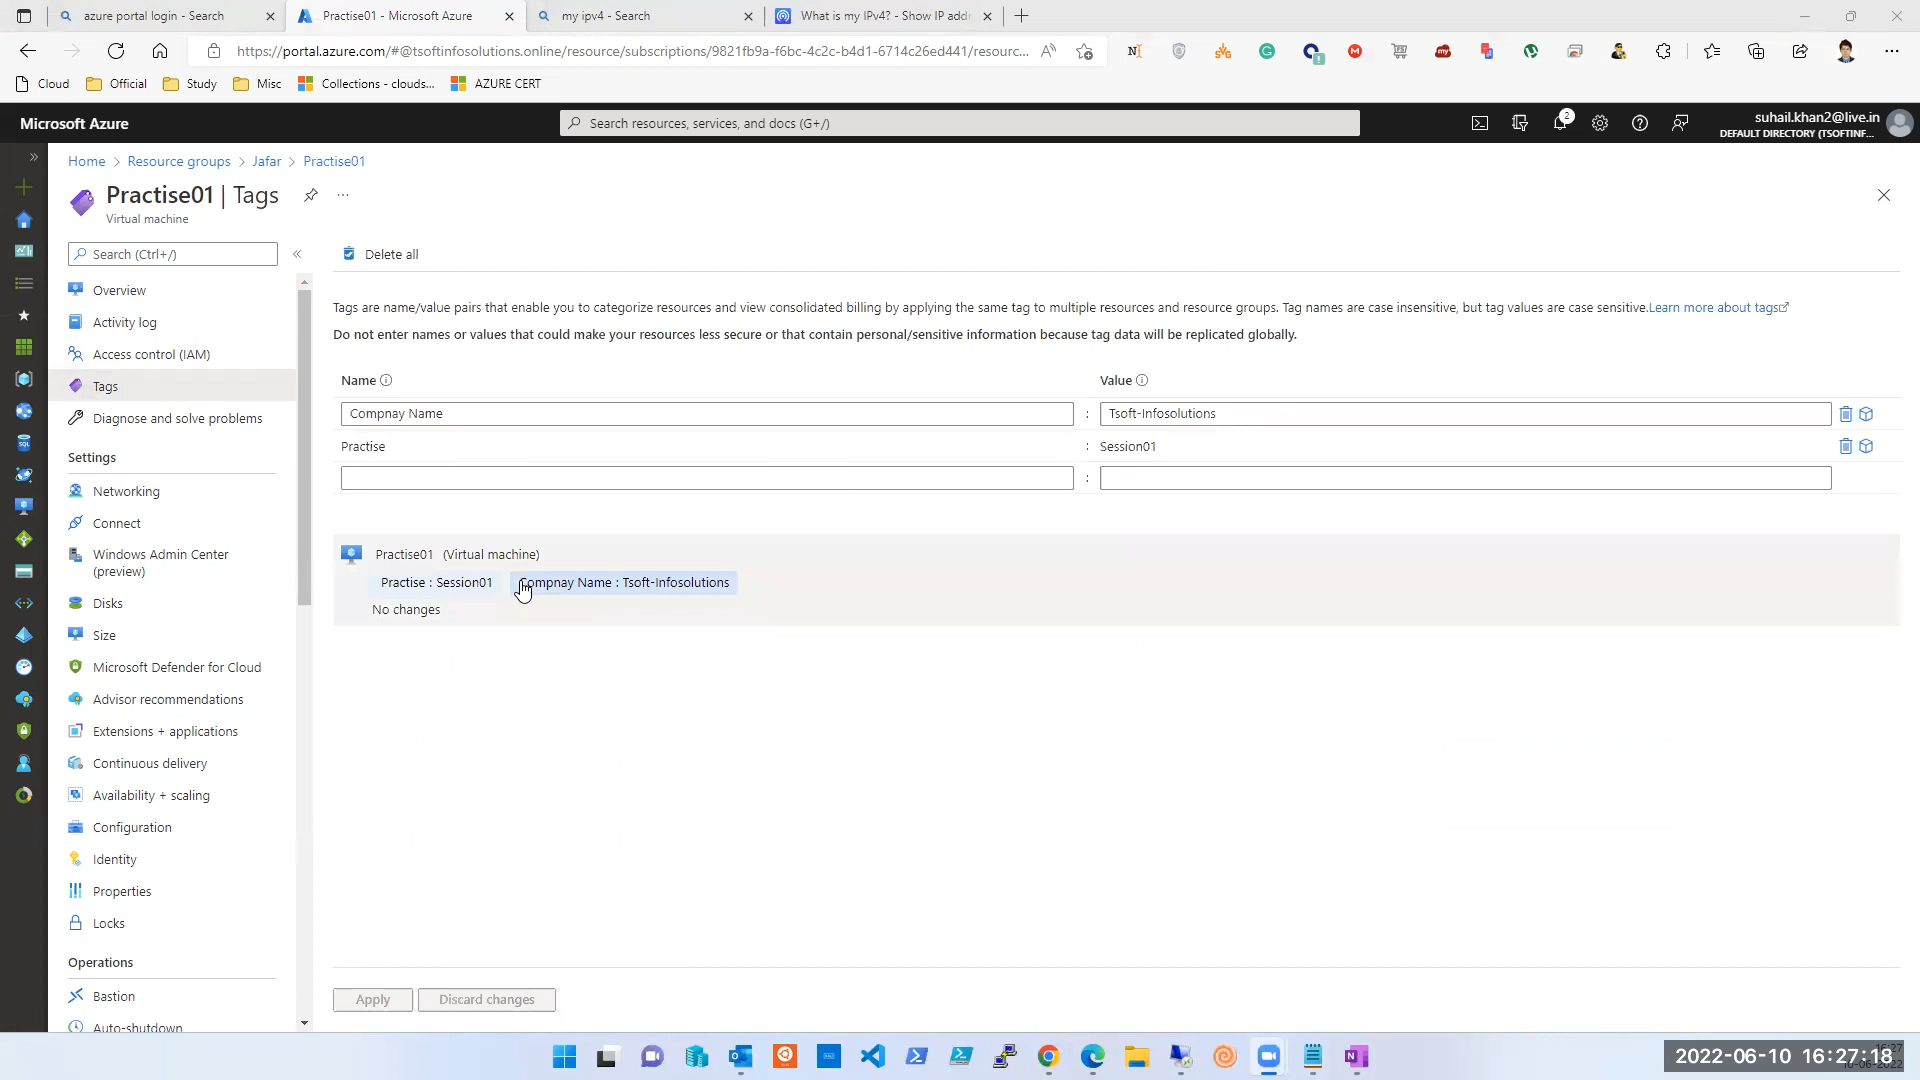 azure portal login - Search
Practise01 - Microsoft Azure
my ipv4 - Search
What is my IPv4? - Show IP add
https://portal.azure.com/#@tsoftinfosolutions.online/resource/subscriptions/9821fb9a-f6bc-4c2c-b4d1-6714c26ed441/resourc...
Cloud
Official
Study
Misc
Collections - clouds...
AZURE CERT
Microsoft Azure
Search resources, services, and docs (G+/)
2
suhail.khan2@live.in
DEFAULT DIRECTORY (TSOFTINF...
Home > Resource groups > Jafar > Practise01
Practise01 | Tags
Virtual machine
Search (Ctrl+/)
Overview
Activity log
Access control (IAM)
Tags
Diagnose and solve problems
Settings
Networking
Connect
Windows Admin Center
(preview)
Disks
Size
Microsoft Defender for Cloud
Advisor recommendations
Extensions + applications
Continuous delivery
Availability + scaling
Configuration
Identity
Properties
Locks
Operations
Bastion
Auto-shutdown
Delete all
Tags are name/value pairs that enable you to categorize resources and view consolidated billing by applying the same tag to multiple resources and resource groups. Tag names are case insensitive, but tag values are case sensitive.Learn more about tags
Do not enter names or values that could make your resources less secure or that contain personal/sensitive information because tag data will be replicated globally.
Name
Value
Compnay Name : Tsoft-Infosolutions
Practise : Session01
:
Practise01 (Virtual machine)
Practise : Session01
Compnay Name : Tsoft-Infosolutions
No changes
Apply
Discard changes
2022-06-10 16:27:18